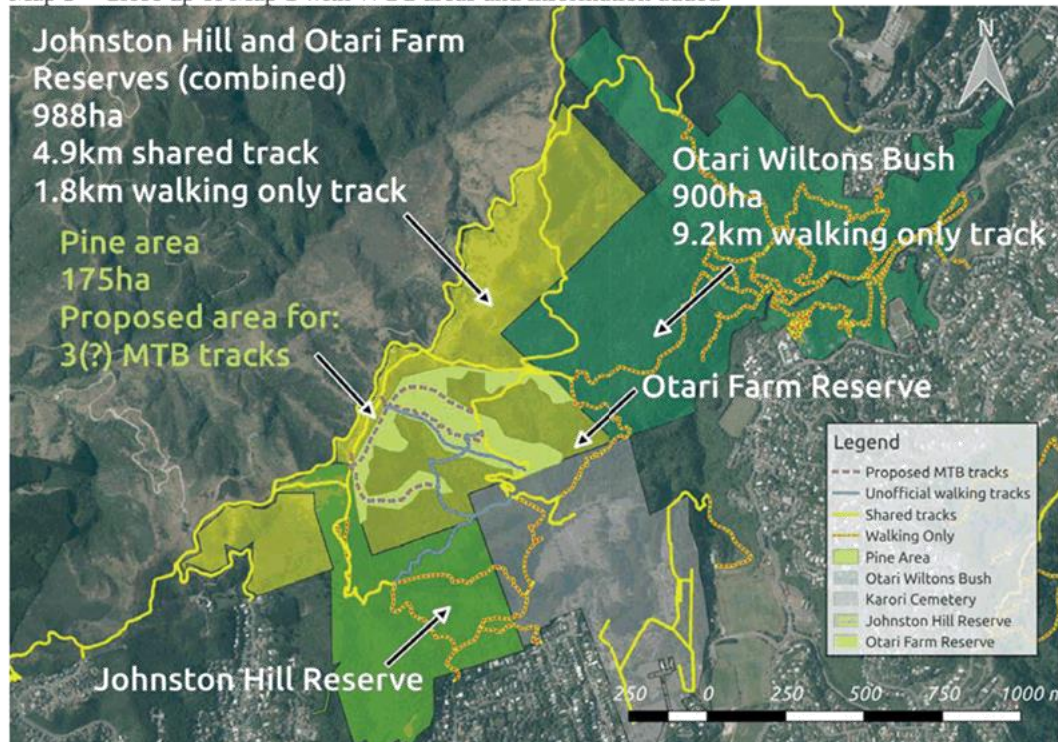 Johnston Hill and Otari Farm
Reserves (combined)
988ha
4.9km shared track
1.8km walking only track
Pine area
175ha
Proposed area for:
3(?) MTB tracks
N
Otari Wiltons Bush
900ha
9.2km walking only track
Otari Farm Reserve
Johnston Hill Reserve
Legend
Proposed MTB tracks
Unofficial walking tracks
Shared tracks
Walking Only
Pine Area
Otari Wiltons Bush
Karori Cemetery
Johnston Hill Reserve
Otari Farm Reserve
250 0 250 500 750 1000 m